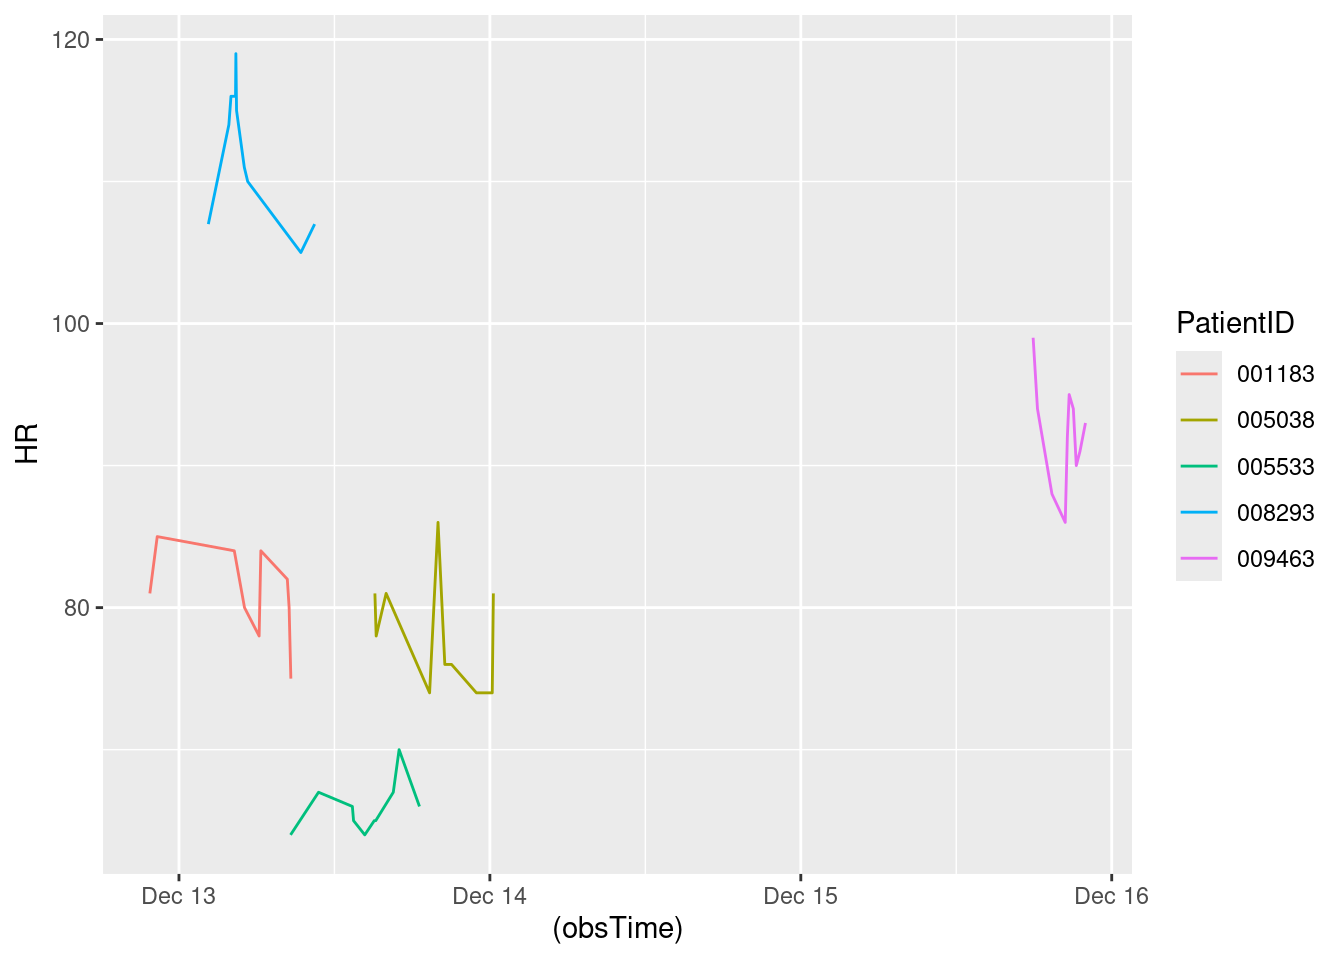 120
100
80
HR
Dec 13
Dec 14
Dec 15
Dec 16
(obsTime)
PatientID
001183
005038
005533
008293
009463